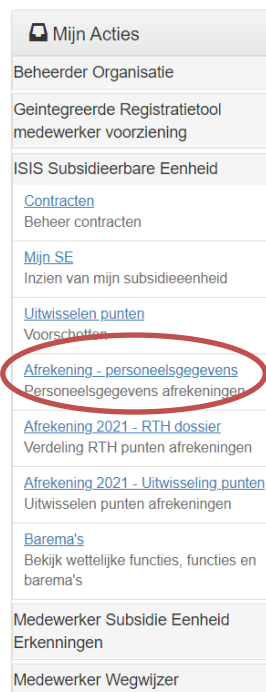 Mijn Acties
Beheerder Organisatie
Geintegreerde Registratietool
medewerker voorziening
ISIS Subsidieerbare Eenheid
Contracten
Beheer contracten
Mijn SE
Inzien van mijn subsidieeenheid
Uitwisselen punten
Voorschotten
Afrekening - personeelsgegevens
Personeelsgegevens afrekeningen
Afrekening 2021 - RTH dossier
Verdeling RTH punten afrekeningen
Afrekening 2021 - Uitwisseling punten
Uitwisselen punten afrekeningen
Barema's
Bekijk wettelijke functies, functies en
barema's
Medewerker Subsidie Eenheid
Erkenningen
Medewerker Wegwijzer